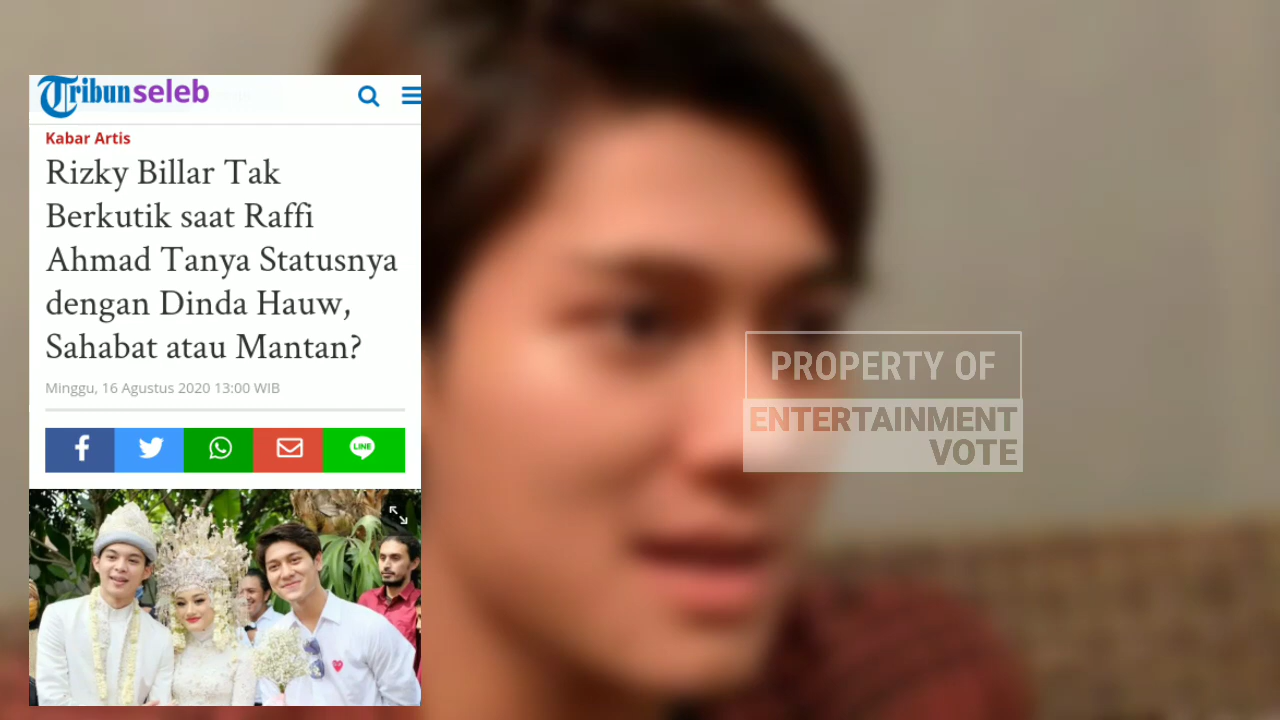 Tribunseleb
Kabar Artis
Rizky Billar Tak
Berkutik saat Raffi
Ahmad Tanya Statusnya
dengan Dinda Hauw,
Sahabat atau Mantan?
Minggu, 16 Agustus 2020 13:00 WIB
LINE
PROPERTY OF
ENTERTAINMENT
VOTE